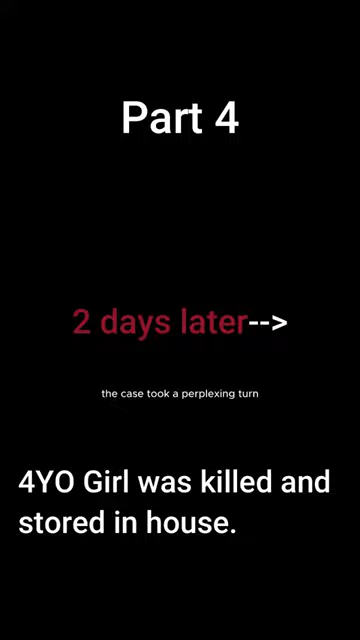 Part 4
2 days later-->
the case took a perplexing turn
4YO Girl was killed and
stored in house.